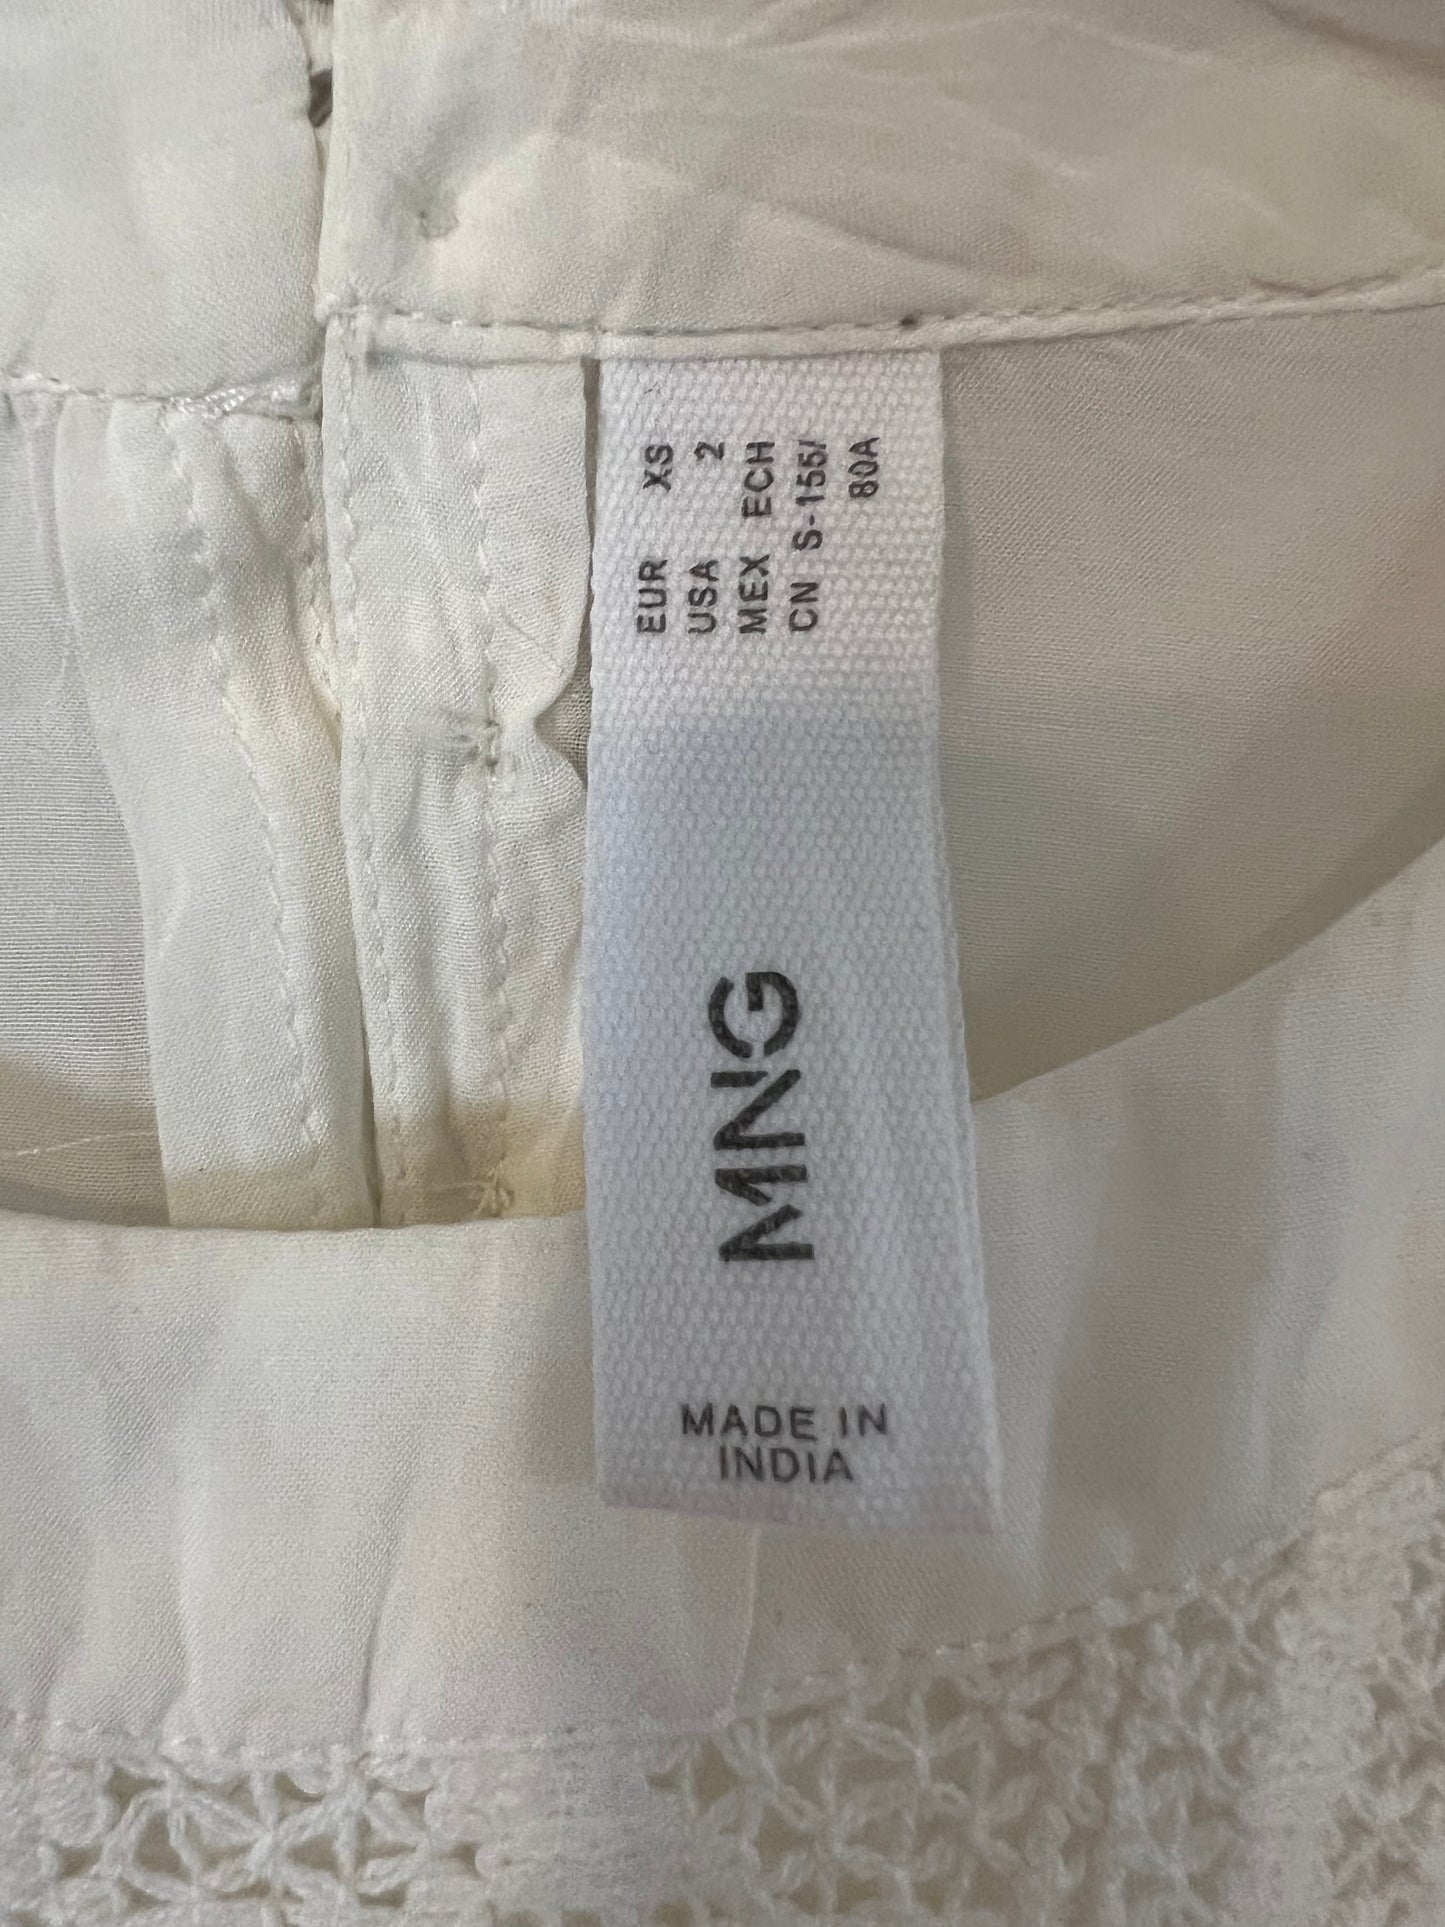 EUR XS
USA 2
MEX ECH
CN S-155/
80A
MNG
MADE IN
INDIA